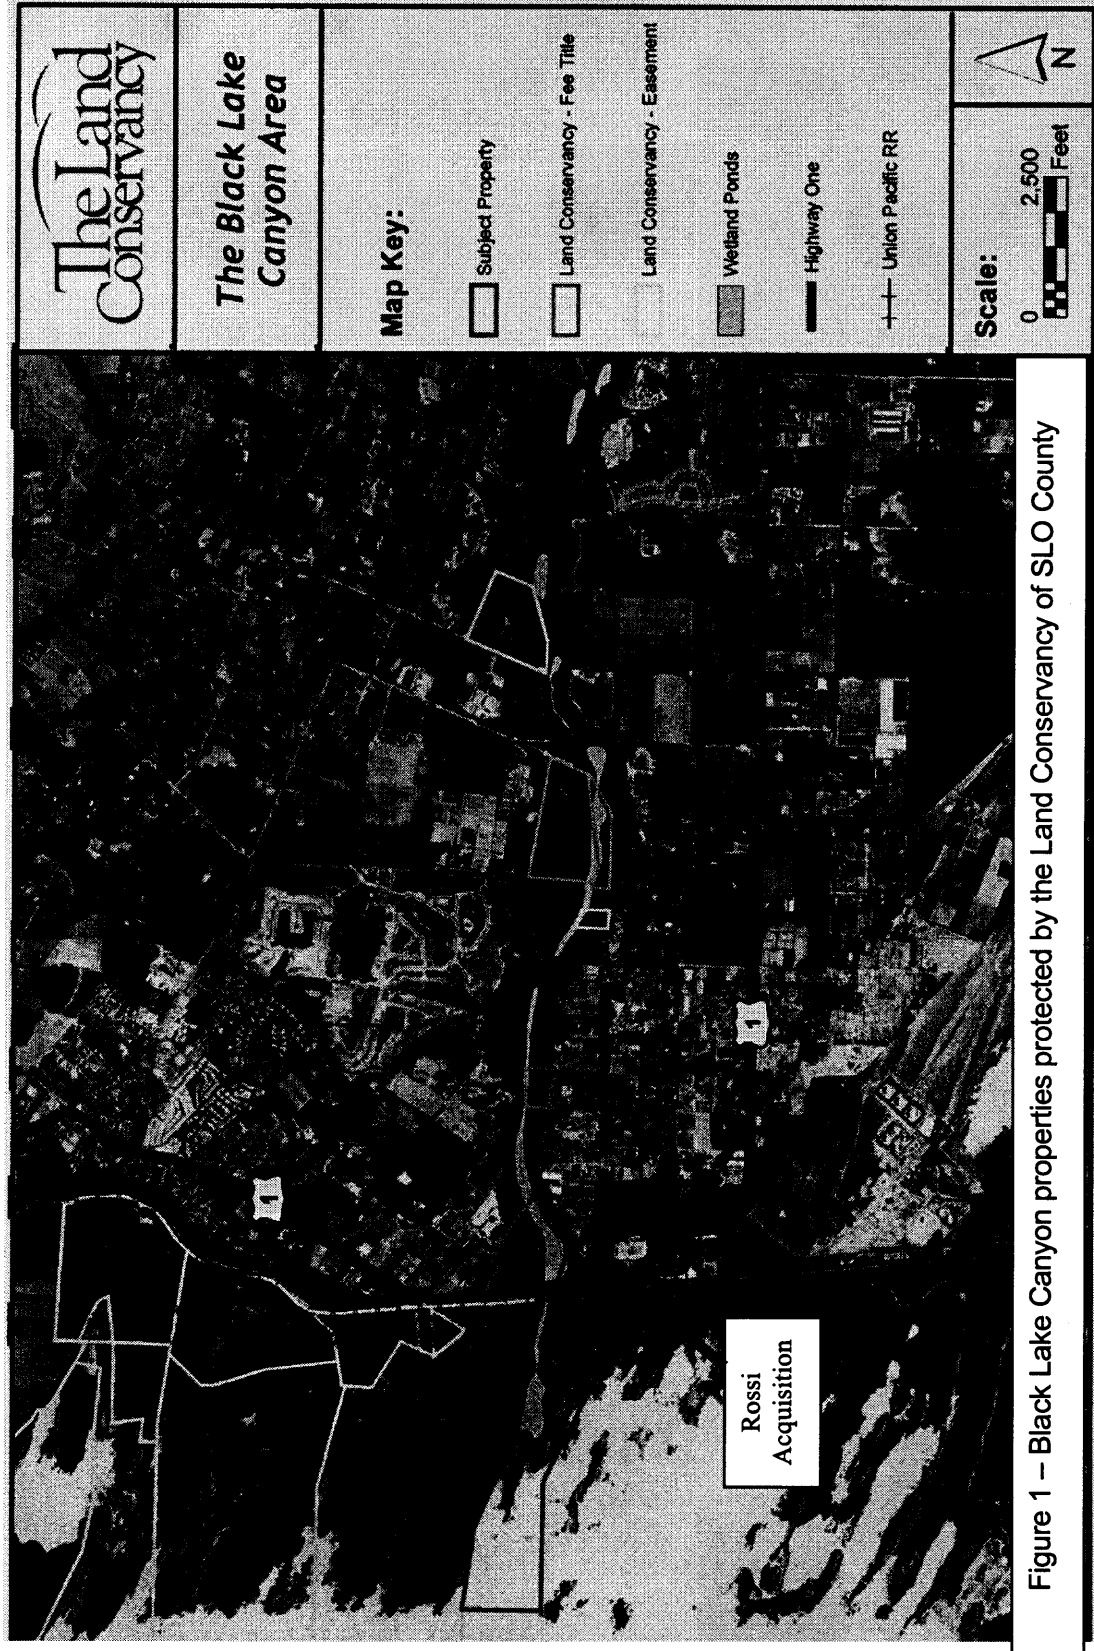 The Land
Conservancy
The Black Lake
Canyon Area
Map Key:
Subject Property
Land Conservancy - Fee Title
Land Conservancy - Easement
Wetland Ponds
Highway One
Union Pacific RR
Scale:
0 2,500
Feet
N
1
1
Rossi
Acquisition
Figure 1 – Black Lake Canyon properties protected by the Land Conservancy of SLO County